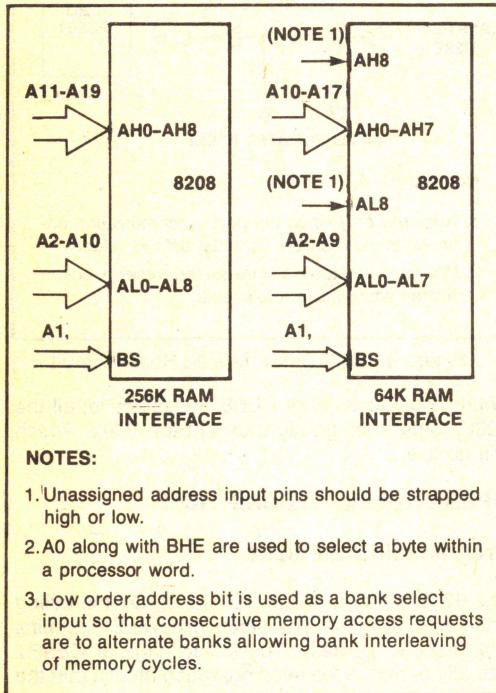 (NOTE 1)
AH8
A11-A19
A10-A17
AH0–AH8
AH0–AH7
8208
(NOTE 1)
8208
AL8
A2-A10
A2-A9
AL0–AL8
AL0–AL7
A1,
A1,
BS
BS
256K RAM
INTERFACE
64K RAM
INTERFACE
NOTES:
1. Unassigned address input pins should be strapped
high or low.
2. A0 along with BHE are used to select a byte within
a processor word.
3. Low order address bit is used as a bank select
input so that consecutive memory access requests
are to alternate banks allowing bank interleaving
of memory cycles.